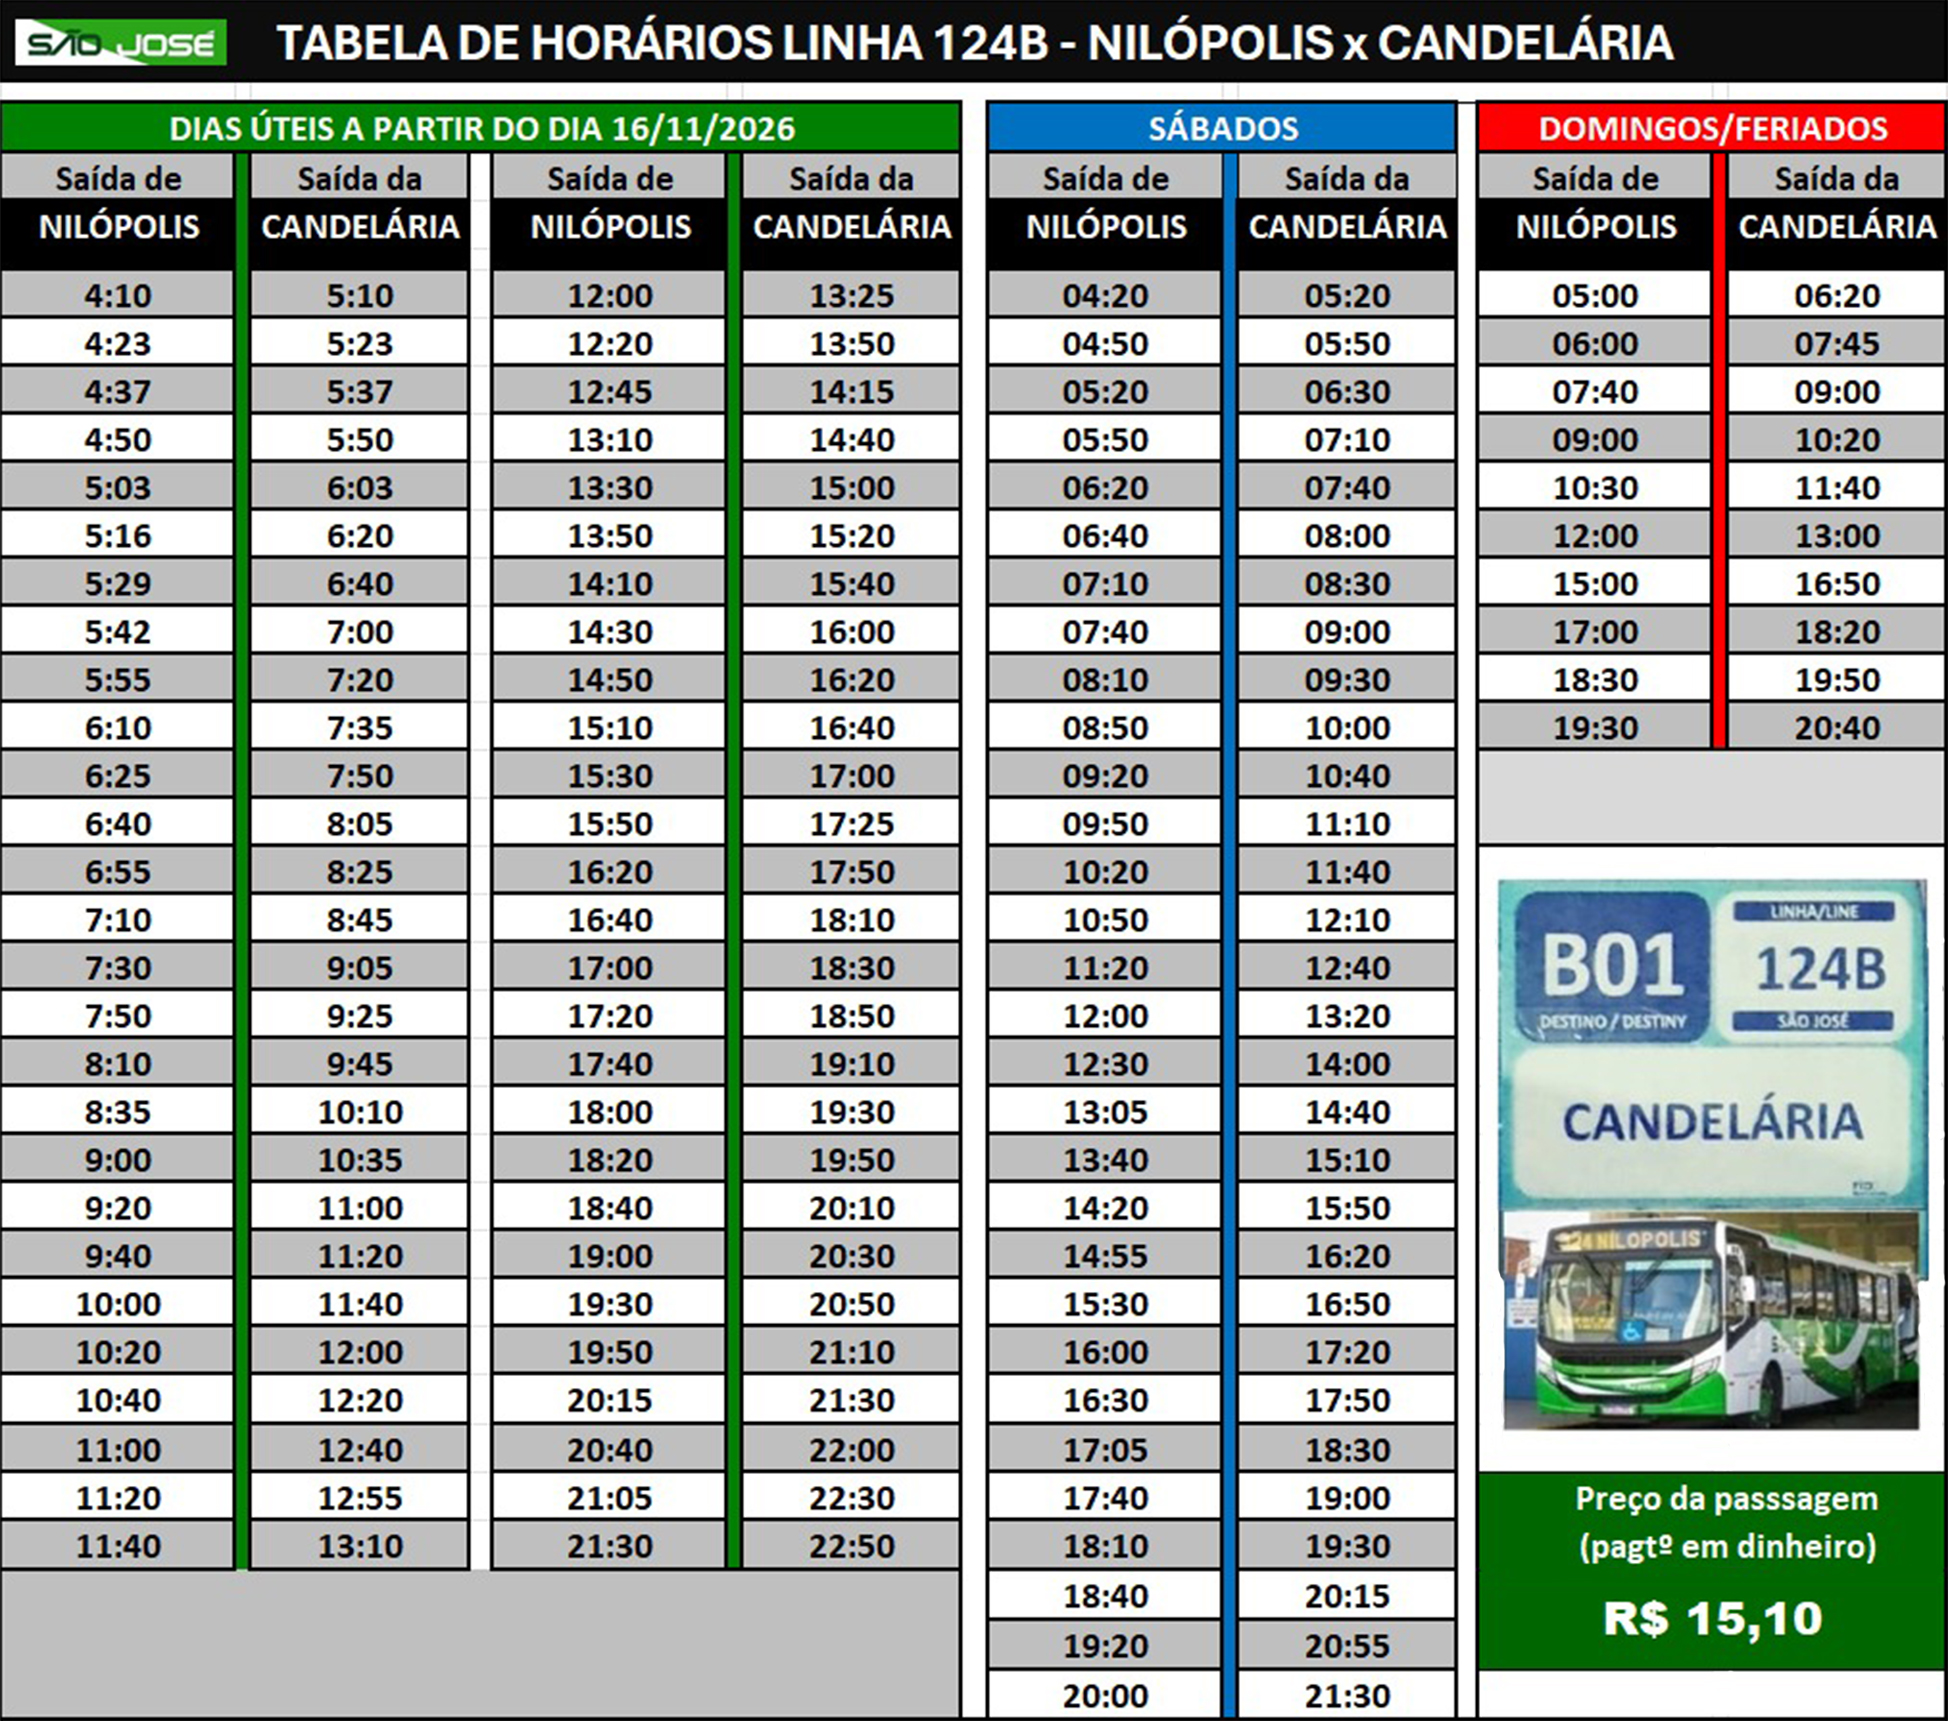 SÃO JOSÉ TABELA DE HORÁRIOS LINHA 124B - NILÓPOLIS x CANDELÁRIA
DIAS ÚTEIS A PARTIR DO DIA 16/11/2026 SÁBADOS DOMINGOS/FERIADOS
Saída de Saída da Saída de Saída da Saída de Saída da Saída de Saída da
NILÓPOLIS CANDELÁRIA NILÓPOLIS CANDELÁRIA NILÓPOLIS CANDELÁRIA NILÓPOLIS CANDELÁRIA
4:10 5:10 12:00 13:25 04:20 05:20 05:00 06:20
4:23 5:23 12:20 13:50 04:50 05:50 06:00 07:45
4:37 5:37 12:45 14:15 05:20 06:30 07:40 09:00
4:50 5:50 13:10 14:40 05:50 07:10 09:00 10:20
5:03 6:03 13:30 15:00 06:20 07:40 10:30 11:40
5:16 6:20 13:50 15:20 06:40 08:00 12:00 13:00
5:29 6:40 14:10 15:40 07:10 08:30 15:00 16:50
5:42 7:00 14:30 16:00 07:40 09:00 17:00 18:20
5:55 7:20 14:50 16:20 08:10 09:30 18:30 19:50
6:10 7:35 15:10 16:40 08:50 10:00 19:30 20:40
6:25 7:50 15:30 17:00 09:20 10:40
6:40 8:05 15:50 17:25 09:50 11:10
6:55 8:25 16:20 17:50 10:20 11:40
7:10 8:45 16:40 18:10 10:50 12:10
7:30 9:05 17:00 18:30 11:20 12:40
7:50 9:25 17:20 18:50 12:00 13:20
8:10 9:45 17:40 19:10 12:30 14:00
8:35 10:10 18:00 19:30 13:05 14:40
9:00 10:35 18:20 19:50 13:40 15:10
9:20 11:00 18:40 20:10 14:20 15:50
9:40 11:20 19:00 20:30 14:55 16:20
10:00 11:40 19:30 20:50 15:30 16:50
10:20 12:00 19:50 21:10 16:00 17:20
10:40 12:20 20:15 21:30 16:30 17:50
11:00 12:40 20:40 22:00 17:05 18:30
11:20 12:55 21:05 22:30 17:40 19:00
11:40 13:10 21:30 22:50 18:10 19:30
18:40 20:15
19:20 20:55
20:00 21:30
LINHA/LINE
B01 124B
DESTINO / DESTINY SÃO JOSÉ
CANDELÁRIA
NILOPOLIS
Preço da passsagem
(pagtº em dinheiro)
R$ 15,10